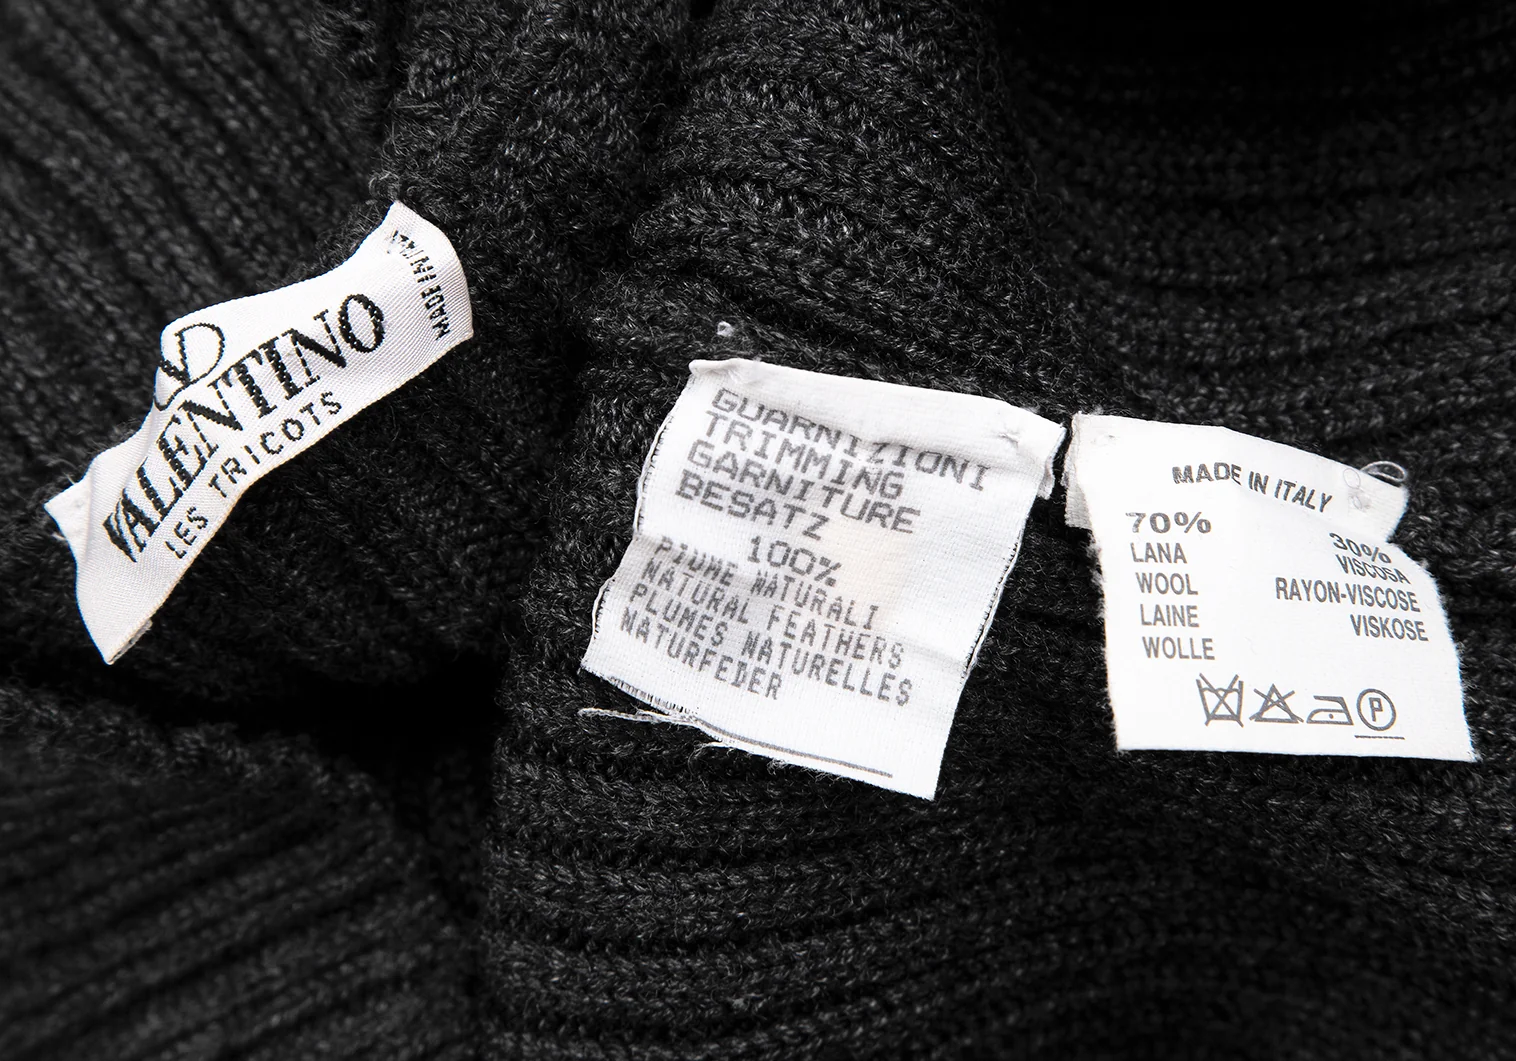 VALENTINO
LES TRICOTS
MADE IN ITALY
GUARNIZIONI
TRIMMING
GARNITURE
BESATZ
100%
PIUME NATURALI
NATURAL FEATHERS
PLUMES NATURELLES
NATURFEDER
MADE IN ITALY
70%
LANA
WOOL
LAINE
WOLLE
30%
VISCOSA
RAYON-VISCOSE
VISKOSE
P